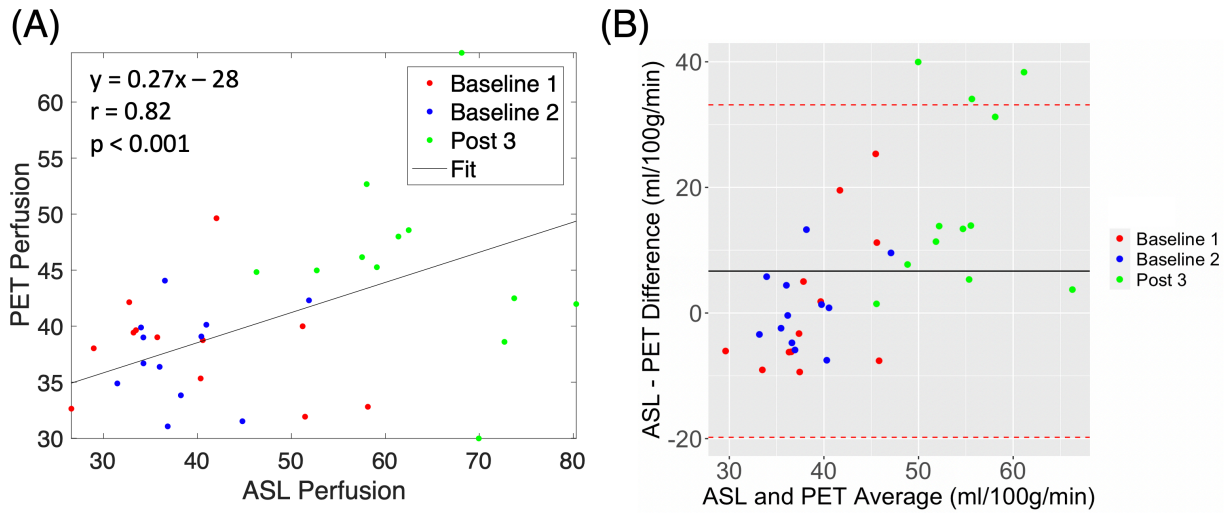 (A)
y = 0.27x – 28
r = 0.82
p < 0.001
Baseline 1
Baseline 2
Post 3
Fit
PET Perfusion
60
55
50
45
40
35
30
30 40 50 60 70 80
ASL Perfusion
(B)
ASL - PET Difference (ml/100g/min)
40
20
0
-20
30 40 50 60
ASL and PET Average (ml/100g/min)
Baseline 1
Baseline 2
Post 3